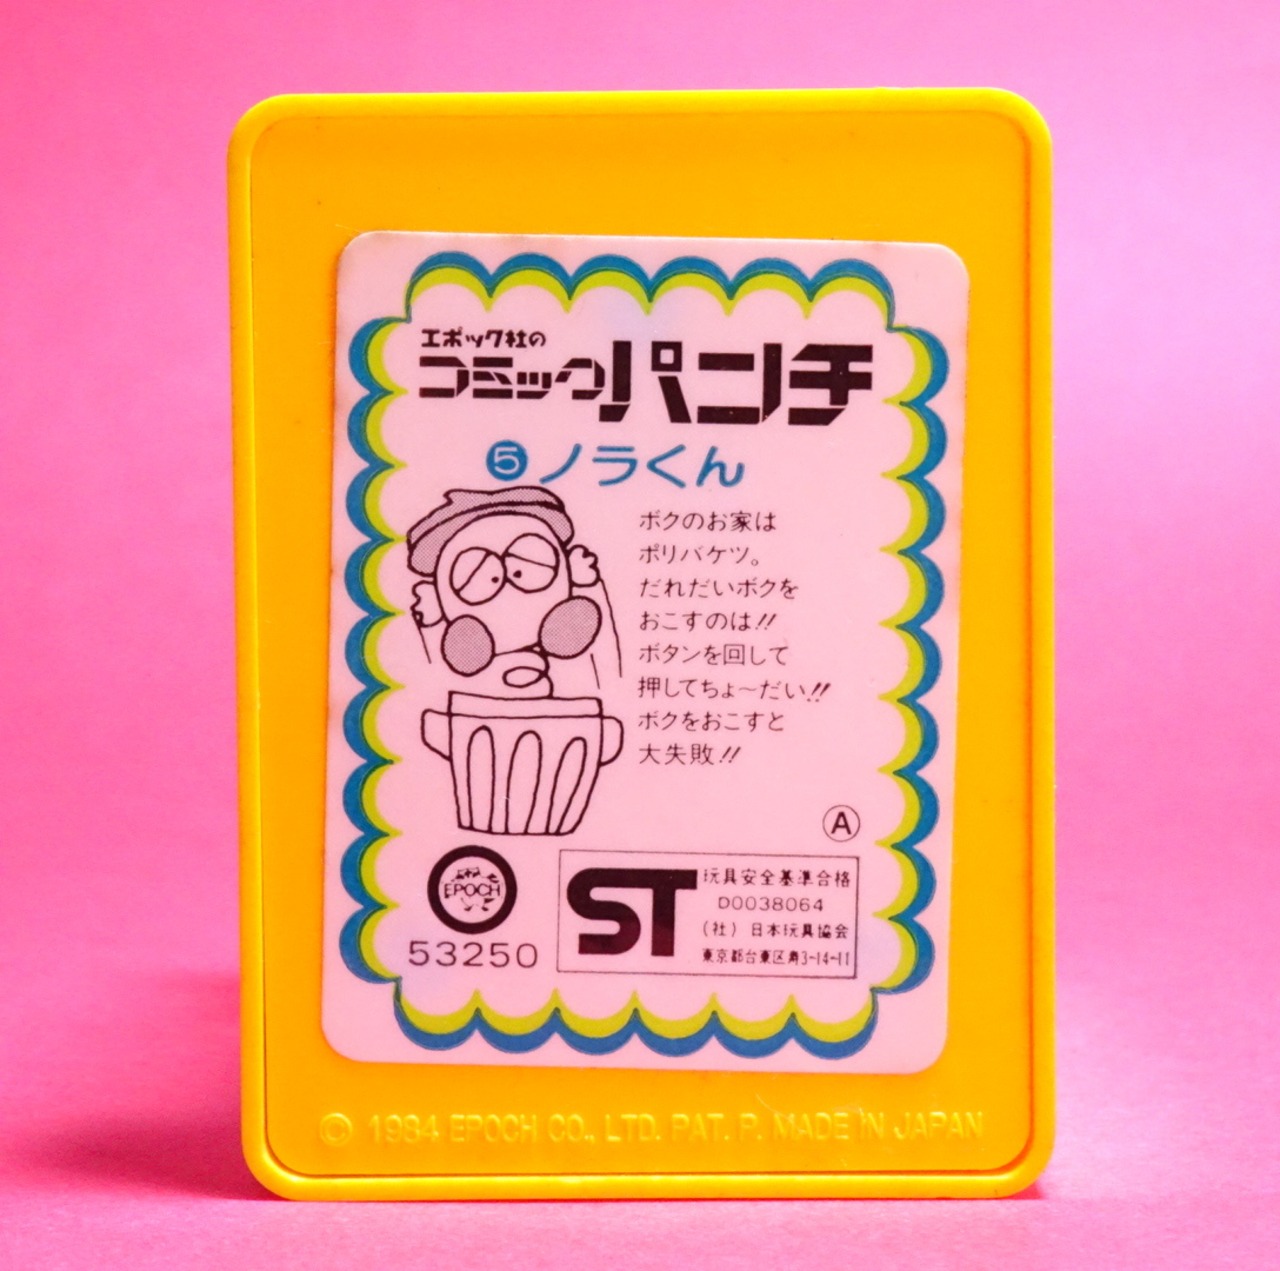 エポック社の
コミックパンチ
⑤ノラくん
ボクのお家は
ポリバケツ。
だれだいボクを
おこすのは!!
ボタンを回して
押してちょ〜だい!!
ボクをおこすと
大失敗!!
Ⓐ
EPOCH
53250
ST
玩具安全基準合格
D0038064
(社)日本玩具協会
東京都台東区寿3-14-11
© 1984 EPOCH CO., LTD. PAT. P. MADE IN JAPAN